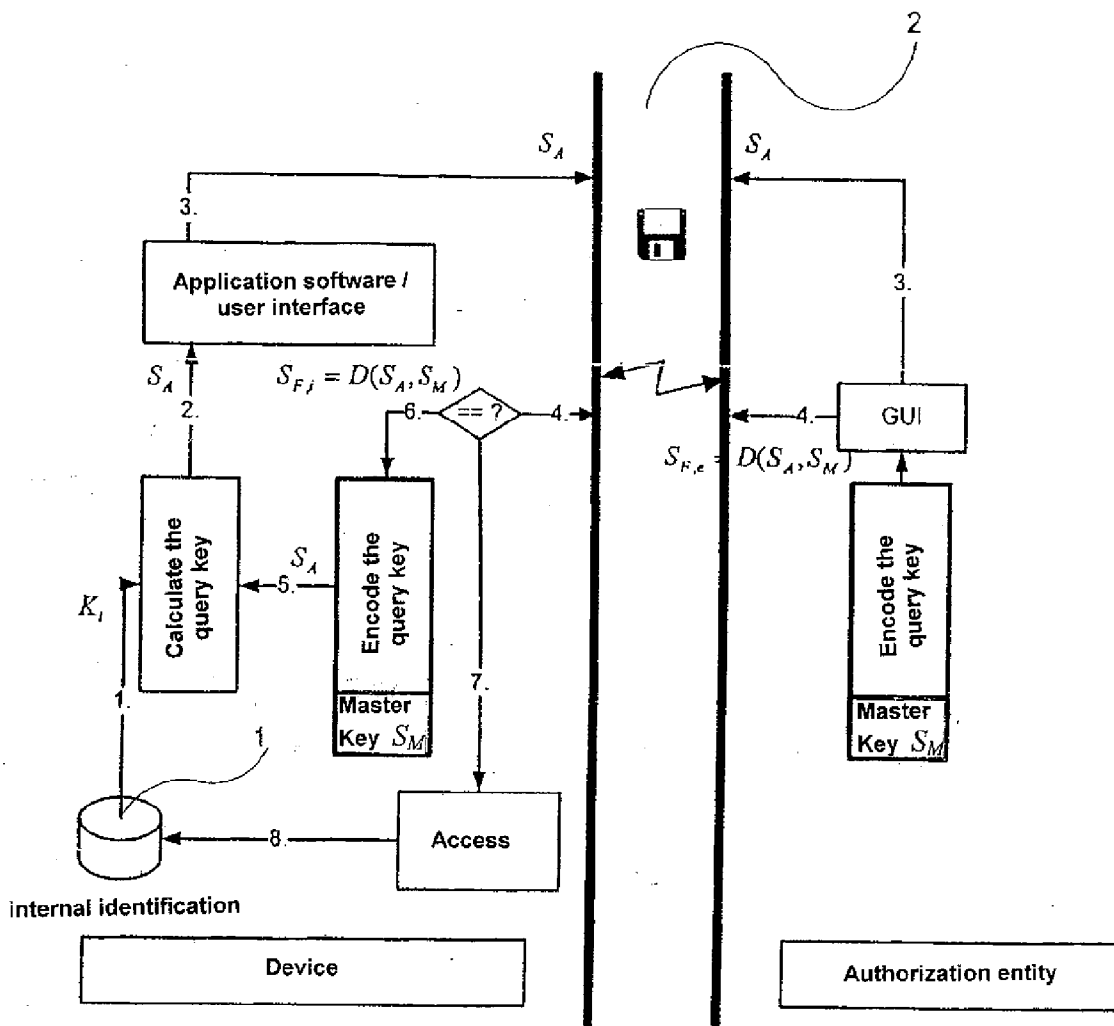 2
S_A
S_A
3.
Application software /
user interface
3.
S_A
S_{F,i} = D(S_A, S_M)
2.
6.
== ?
4.
4.
GUI
S_{F,e} = D(S_A, S_M)
Calculate the
query key
S_A
5.
Encode the
query key
Encode the
query key
K_i
7.
1.
Master
Key S_M
Master
Key S_M
1
8.
Access
internal identification
Device
Authorization entity